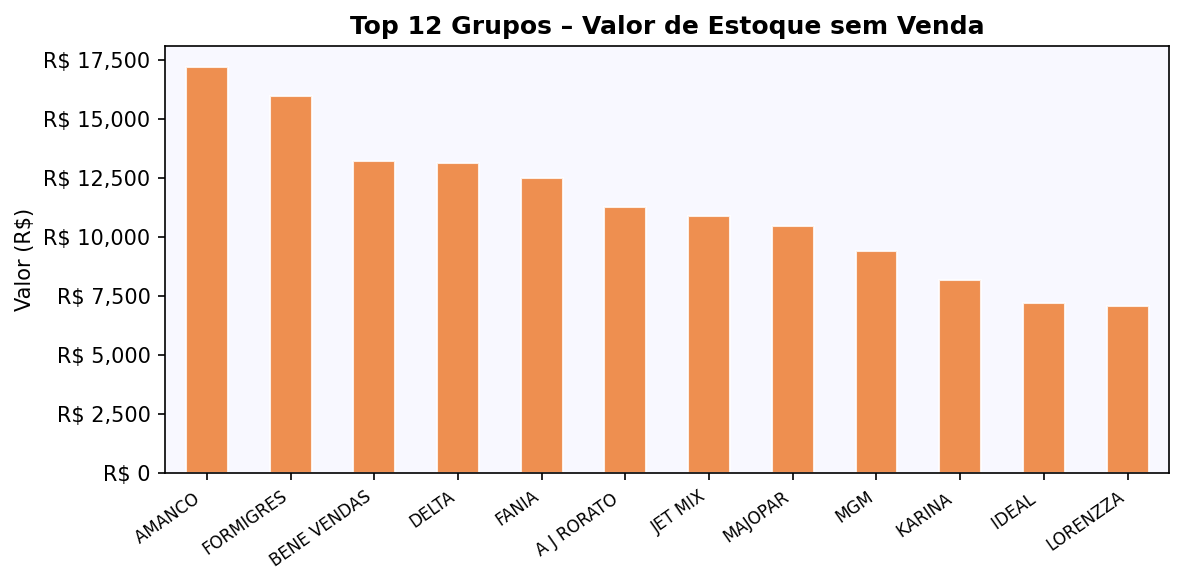 Top 12 Grupos – Valor de Estoque sem Venda
Valor (R$)
R$ 17,500
R$ 15,000
R$ 12,500
R$ 10,000
R$ 7,500
R$ 5,000
R$ 2,500
R$ 0
AMANCO
FORMIGRES
BENE VENDAS
DELTA
FANIA
A J RORATO
JET MIX
MAJOPAR
MGM
KARINA
IDEAL
LORENZZA